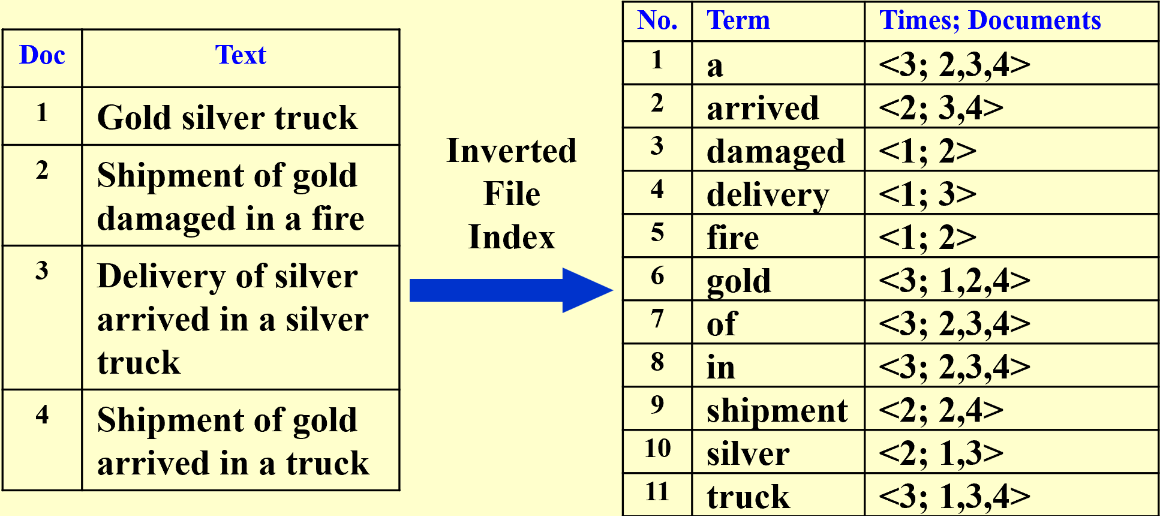 Doc Text
1 Gold silver truck
2 Shipment of gold
damaged in a fire
3 Delivery of silver
arrived in a silver
truck
4 Shipment of gold
arrived in a truck
Inverted
File
Index
No. Term Times; Documents
1 a <3; 2,3,4>
2 arrived <2; 3,4>
3 damaged <1; 2>
4 delivery <1; 3>
5 fire <1; 2>
6 gold <3; 1,2,4>
7 of <3; 2,3,4>
8 in <3; 2,3,4>
9 shipment <2; 2,4>
10 silver <2; 1,3>
11 truck <3; 1,3,4>